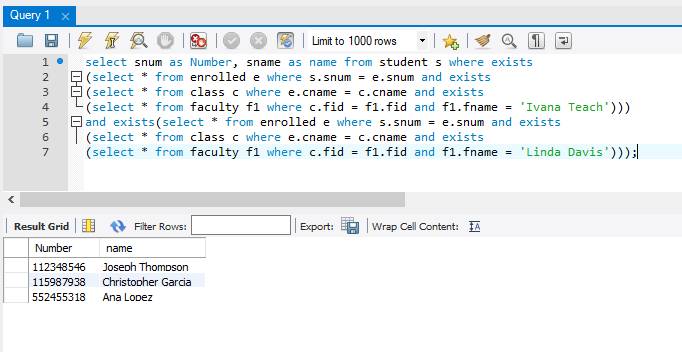 Query 1
Limit to 1000 rows
1 select snum as Number, sname as name from student s where exists
2 (select * from enrolled e where s.snum = e.snum and exists
3 (select * from class c where e.cname = c.cname and exists
4 (select * from faculty f1 where c.fid = f1.fid and f1.fname = 'Ivana Teach')))
5 and exists(select * from enrolled e where s.snum = e.snum and exists
6 (select * from class c where e.cname = c.cname and exists
7 (select * from faculty f1 where c.fid = f1.fid and f1.fname = 'Linda Davis')));
Result Grid Filter Rows: Export: Wrap Cell Content:
Number name
112348546 Joseph Thompson
115987938 Christopher Garcia
552455318 Ana Lopez